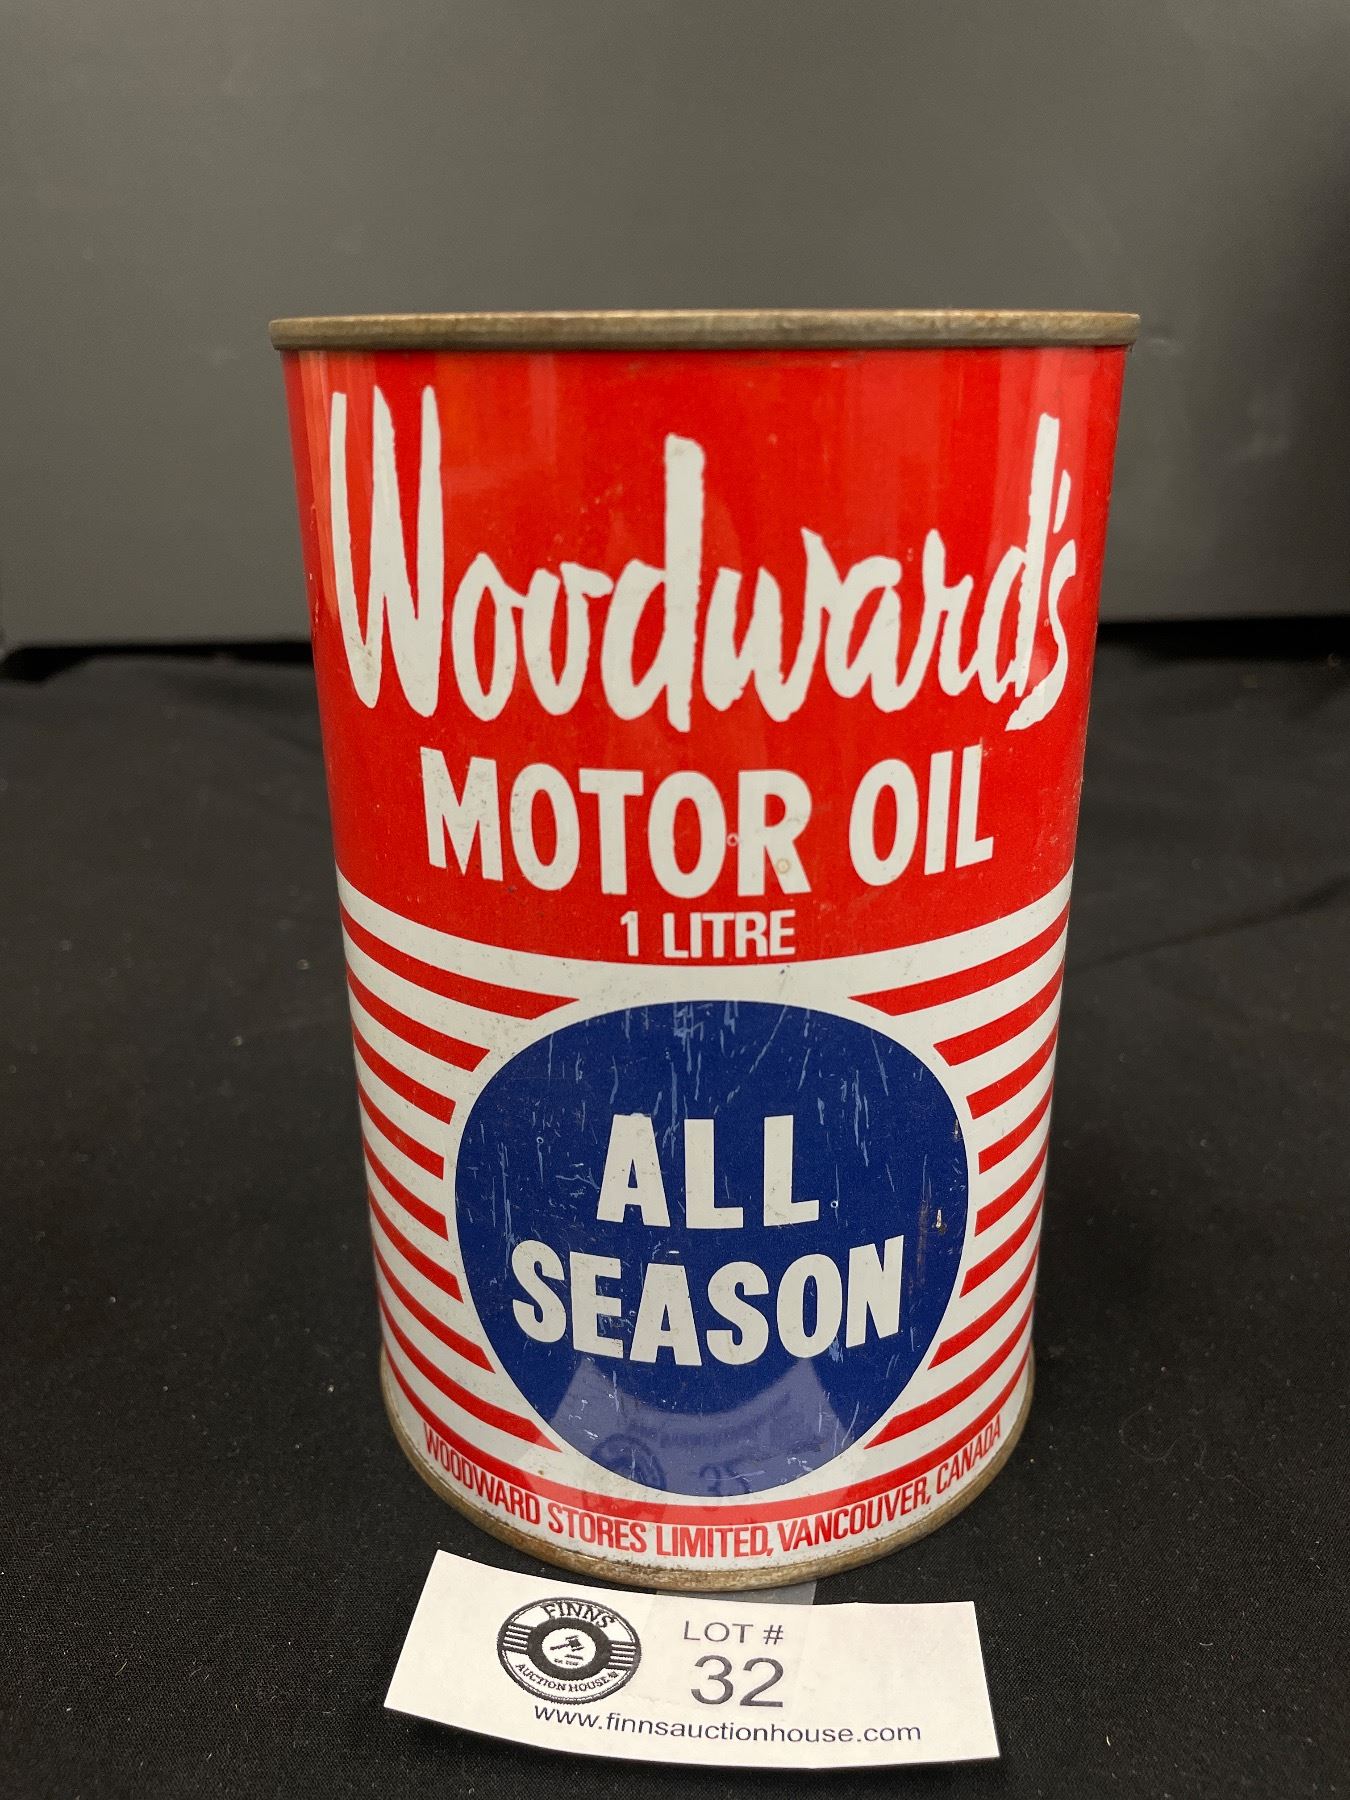 Woodward's
MOTOR OIL
1 LITRE
ALL
SEASON
WOODWARD STORES LIMITED, VANCOUVER, CANADA
FINNS
AUCTION HOUSE
LOT #
32
www.finnsauctionhouse.com